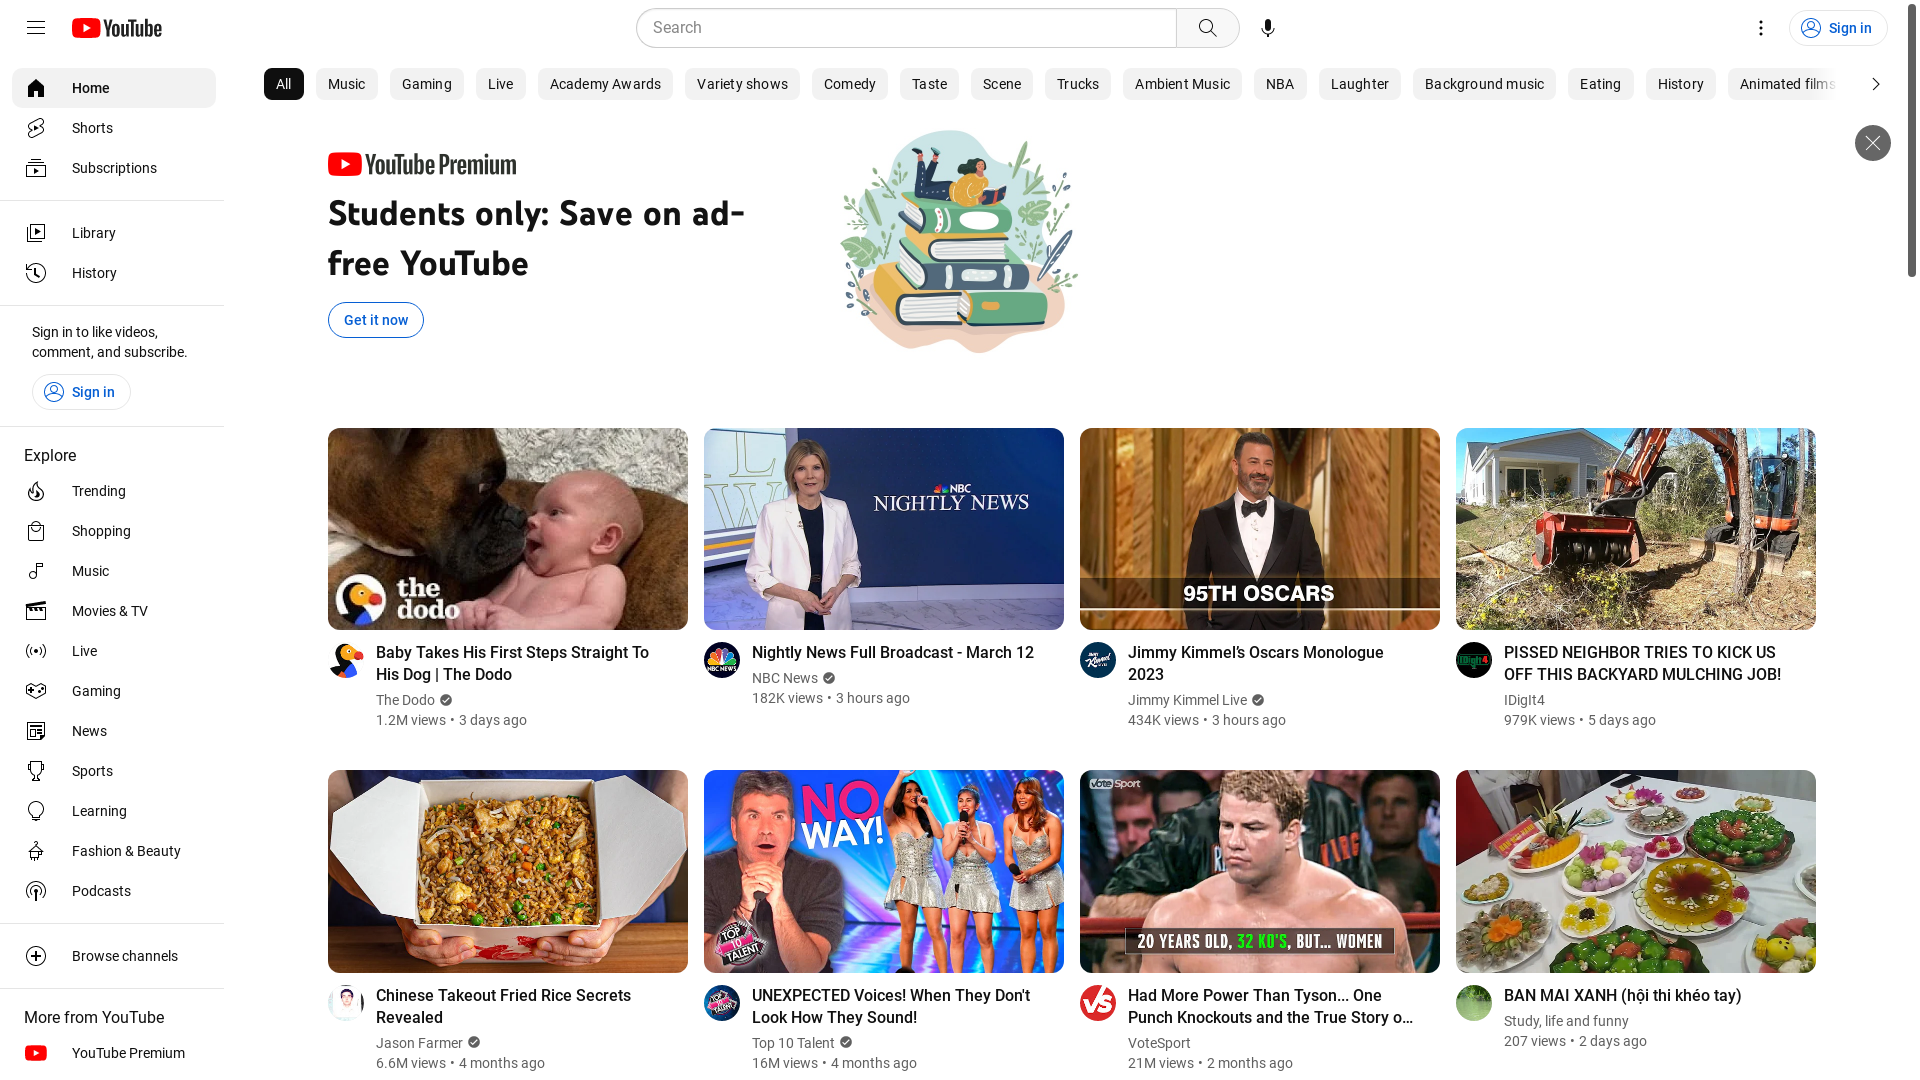 YouTube
Search
Sign in
Home
Shorts
Subscriptions
Library
History
Sign in to like videos,
comment, and subscribe.
Sign in
Explore
Trending
Shopping
Music
Movies & TV
Live
Gaming
News
Sports
Learning
Fashion & Beauty
Podcasts
Browse channels
More from YouTube
YouTube Premium
All
Music
Gaming
Live
Academy Awards
Variety shows
Comedy
Taste
Scene
Trucks
Ambient Music
NBA
Laughter
Background music
Eating
History
Animated films
YouTube Premium
Students only: Save on ad-
free YouTube
Get it now
the
dodo
Baby Takes His First Steps Straight To
His Dog | The Dodo
The Dodo
1.2M views • 3 days ago
NBC
NIGHTLY NEWS
NBC NEWS
Nightly News Full Broadcast - March 12
NBC News
182K views • 3 hours ago
95TH OSCARS
Jimmy Kimmel’s Oscars Monologue
2023
Jimmy Kimmel Live
434K views • 3 hours ago
IDigIt4
PISSED NEIGHBOR TRIES TO KICK US
OFF THIS BACKYARD MULCHING JOB!
IDigIt4
979K views • 5 days ago
Chinese Takeout Fried Rice Secrets
Revealed
Jason Farmer
6.6M views • 4 months ago
NO
WAY!
TOP
10
TALENT
UNEXPECTED Voices! When They Don't
Look How They Sound!
Top 10 Talent
16M views • 4 months ago
Vote Sport
20 YEARS OLD, 32 KO'S, BUT... WOMEN
VS
Had More Power Than Tyson... One
Punch Knockouts and the True Story o...
VoteSport
21M views • 2 months ago
BAN MAI XANH (hội thi khéo tay)
Study, life and funny
207 views • 2 days ago